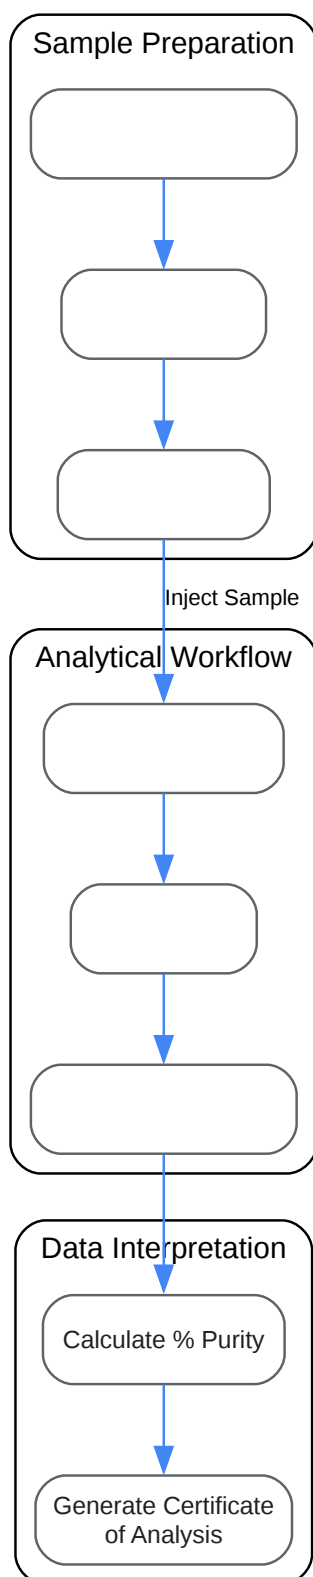 Sample Preparation
Inject Sample
Analytical Workflow
Data Interpretation
Calculate % Purity
Generate Certificate
of Analysis